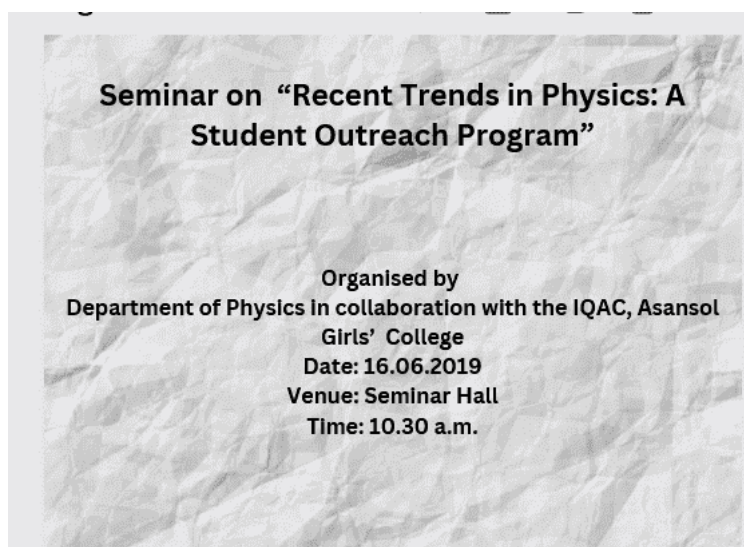 Seminar on “Recent Trends in Physics: A
Student Outreach Program”
Organised by
Department of Physics in collaboration with the IQAC, Asansol
Girls’ College
Date: 16.06.2019
Venue: Seminar Hall
Time: 10.30 a.m.